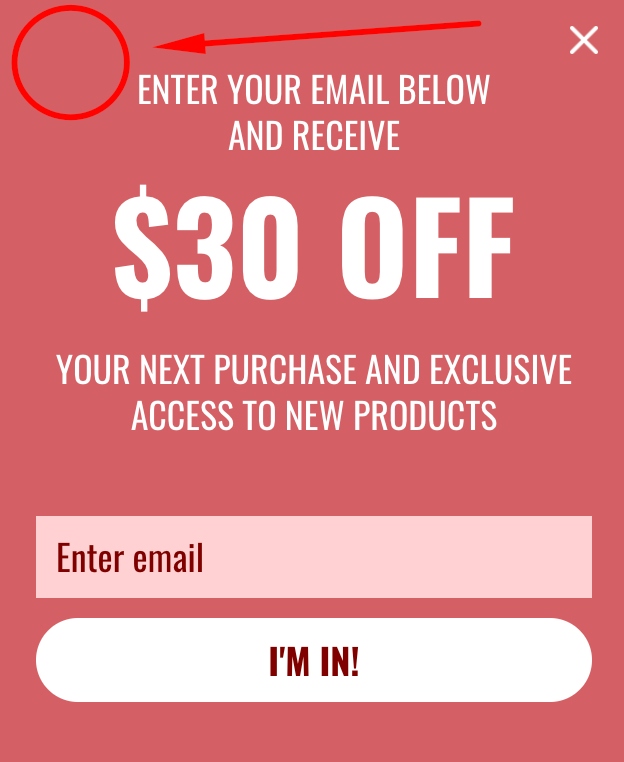 ENTER YOUR EMAIL BELOW
AND RECEIVE
$30 OFF
YOUR NEXT PURCHASE AND EXCLUSIVE
ACCESS TO NEW PRODUCTS
Enter email
I'M IN!